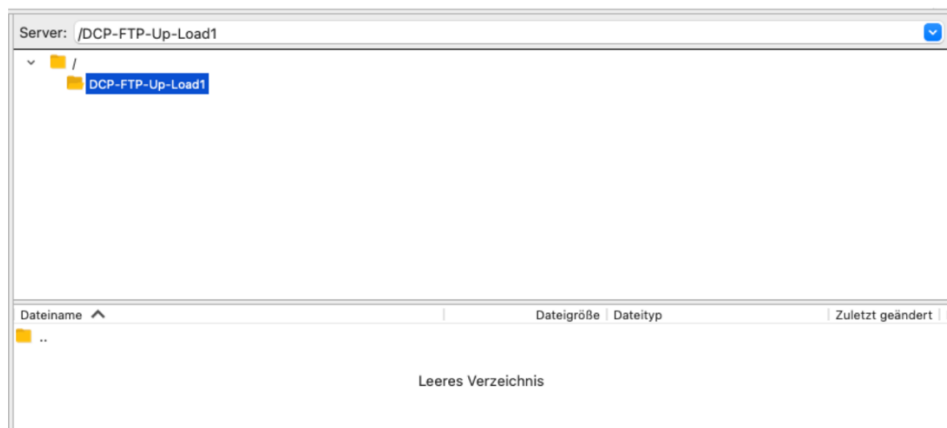 Server: /DCP-FTP-Up-Load1
/
DCP-FTP-Up-Load1
Dateiname Dateigröße Dateityp Zuletzt geändert
..
Leeres Verzeichnis